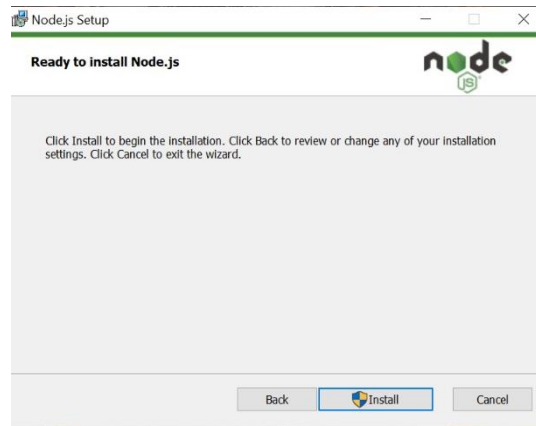 Node.js Setup
Ready to install Node.js
node
JS
Click Install to begin the installation. Click Back to review or change any of your installation
settings. Click Cancel to exit the wizard.
Back Install Cancel